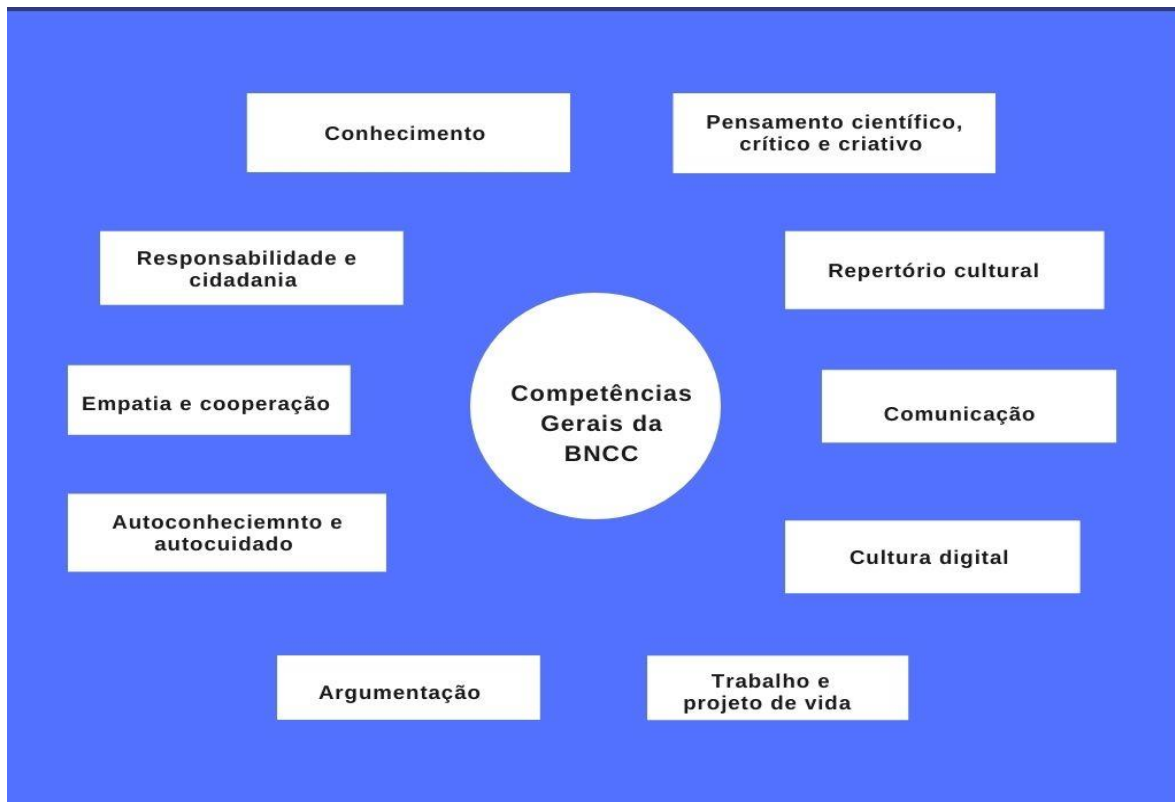 Conhecimento
Pensamento científico,
crítico e criativo
Responsabilidade e
cidadania
Repertório cultural
Empatia e cooperação
Competências
Gerais da
BNCC
Comunicação
Autoconheciemnto e
autocuidado
Cultura digital
Argumentação
Trabalho e
projeto de vida